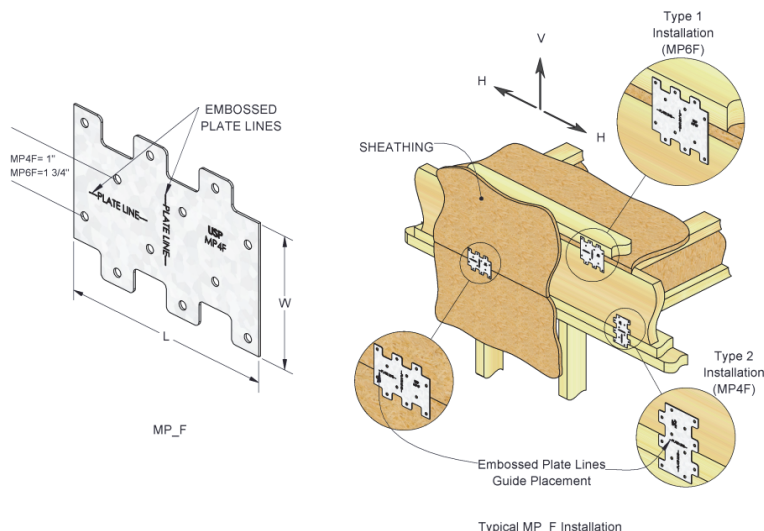 Type 1
Installation
(MP6F)
V
H
H
EMBOSSED
PLATE LINES
SHEATHING
MP4F= 1"
MP6F=1 3/4"
PLATE LINE
PLATE LINE
USP
MP4F
W
L
MP_F
Type 2
Installation
(MP4F)
Embossed Plate Lines
Guide Placement
Typical MP_F Installation